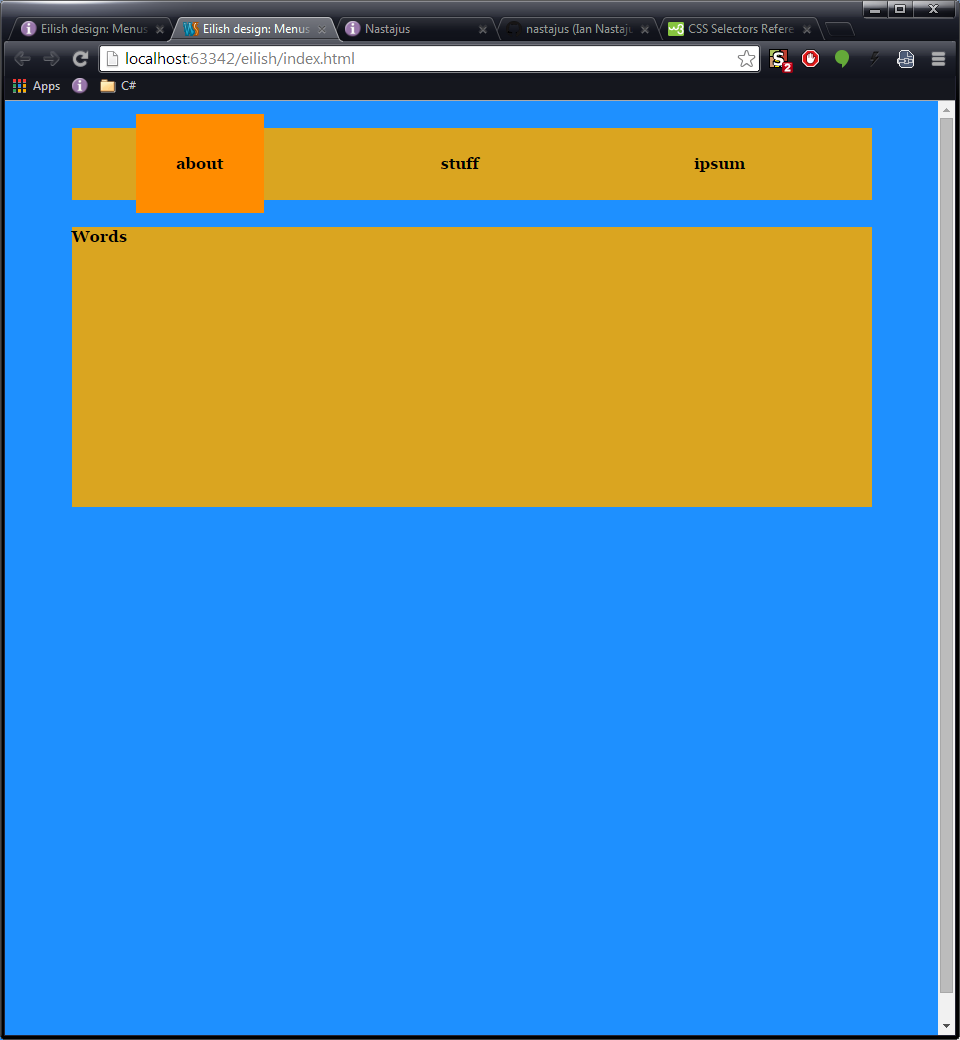 Eilish design: Menus
Eilish design: Menus
Nastajus
nastajus (Ian Nastaju
CSS Selectors Refere
localhost:63342/eilish/index.html
S 2
Apps
C#
about
stuff
ipsum
Words